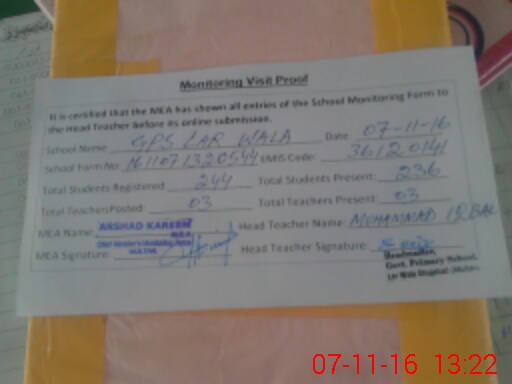 Monitoring Visit Proof
It is certified that the MEA has shown all entries of the School Monitoring Form to
the Head Teacher before its online submission.
School Name GPS LAR WALA Date 07-11-16
School Form No: 1611071320544 EMIS Code: 36120141
Total Students Registered 244 Total Students Present: 236
Total Teachers Posted: 03 Total Teachers Present: 03
MEA Name: ARSHAD KAREEM Head Teacher Name: MUHAMMAD IQBAL
M.E.A
MEA Signature: Head Teacher Signature:
Headmaster,
Govt. Primary School,
07-11-16 13:22